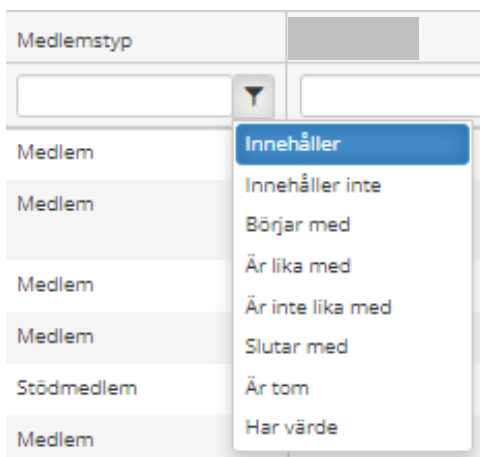 Medlemstyp
Medlem
Medlem
Medlem
Medlem
Stödmedlem
Medlem
Innehåller
Innehåller inte
Börjar med
Är lika med
Är inte lika med
Slutar med
Är tom
Har värde